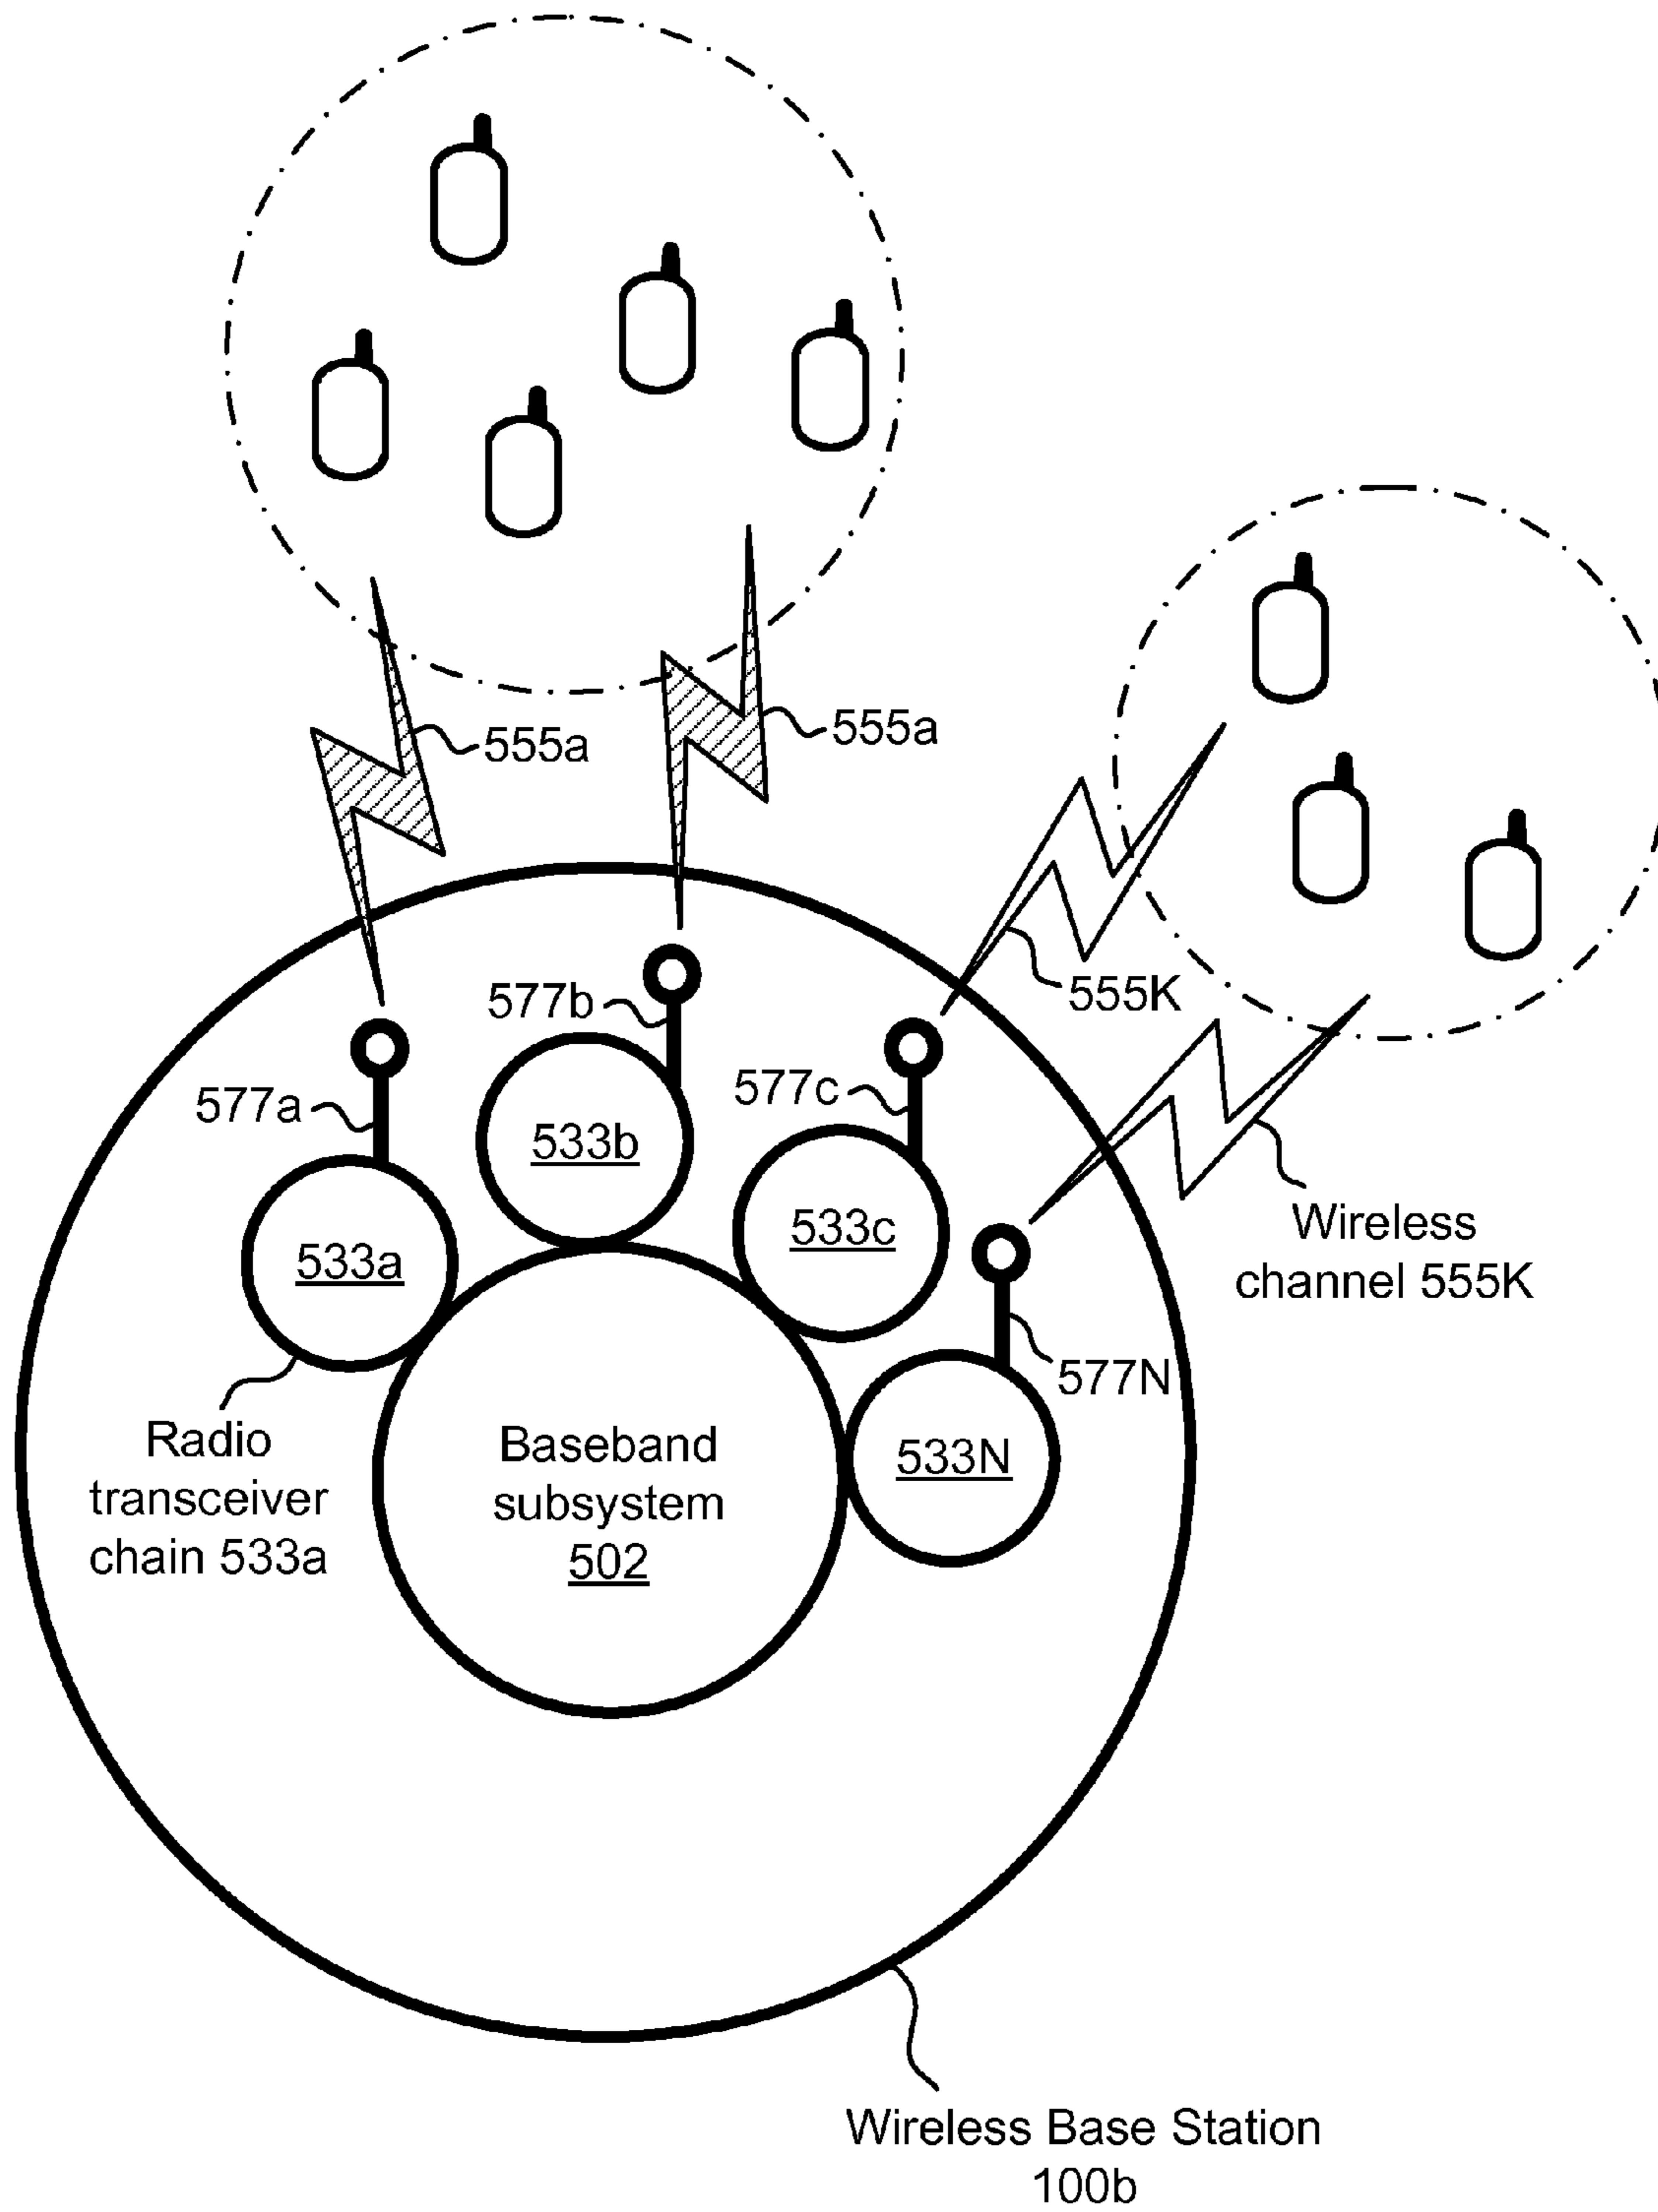 555a
555a
555K
577b
577c
577a
533b
533c
Wireless
channel 555K
533a
577N
Radio
transceiver
chain 533a
Baseband
subsystem
502
533N
Wireless Base Station
100b